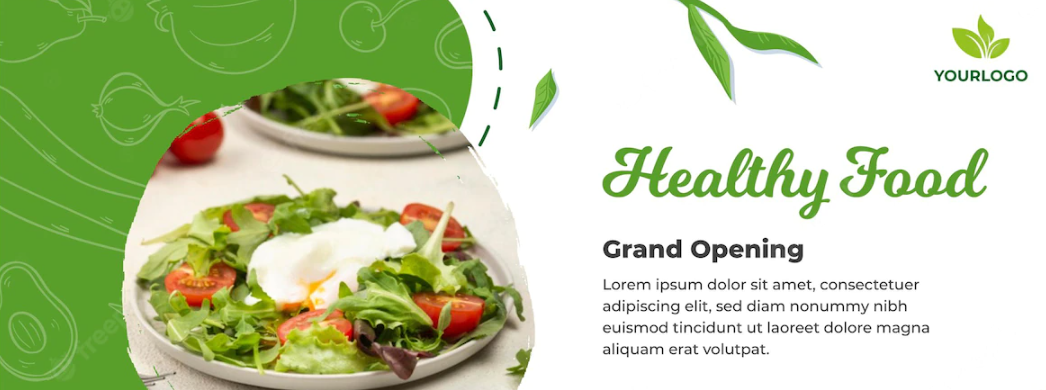 YOURLOGO
Healthy Food
Grand Opening
Lorem ipsum dolor sit amet, consectetuer
adipiscing elit, sed diam nonummy nibh
euismod tincidunt ut laoreet dolore magna
aliquam erat volutpat.